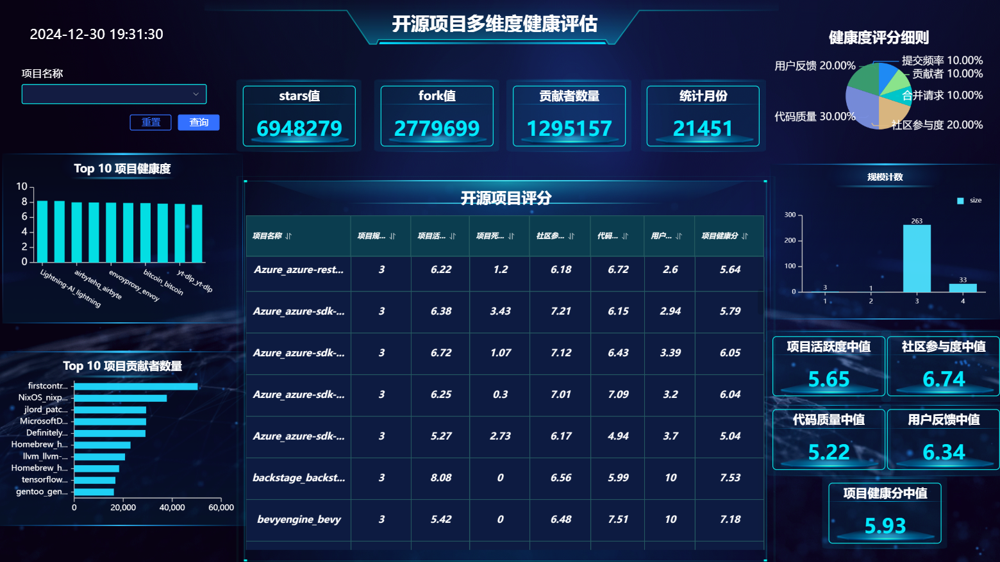 开源项目多维度健康评估
2024-12-30 19:31:30
项目名称
重置 查询
stars值
6948279
fork值
2779699
贡献者数量
1295157
统计月份
21451
健康度评分细则
提交频率 10.00%
贡献者 10.00%
合并请求 10.00%
社区参与度 20.00%
代码质量 30.00%
用户反馈 20.00%
Top 10 项目健康度
10
8
6
4
2
0
Lightning-AI_lightning
airbytehq_airbyte
envoyproxy_envoy
bitcoin_bitcoin
yt-dlp_yt-dlp
Top 10 项目贡献者数量
firstcontr...
NixOS_nixp...
jlord_patc...
MicrosoftD...
Definitely...
Homebrew_h...
llvm_llvm-...
Homebrew_h...
tensorflow...
gentoo_gen...
0 20,000 40,000 60,000
开源项目评分
项目名称 项目规... 项目活... 项目死... 社区参... 代码... 用户... 项目健康分
Azure_azure-rest... 3 6.22 1.2 6.18 6.72 2.6 5.64
Azure_azure-sdk-... 3 6.38 3.43 7.21 6.15 2.94 5.79
Azure_azure-sdk-... 3 6.72 1.07 7.12 6.43 3.39 6.05
Azure_azure-sdk-... 3 6.25 0.3 7.01 7.09 3.2 6.04
Azure_azure-sdk-... 3 5.27 2.73 6.17 4.94 3.7 5.04
backstage_backst... 3 8.08 0 6.56 5.99 10 7.53
bevyengine_bevy 3 5.42 0 6.48 7.51 10 7.18
规模计数
size
300
200
100
0
3 1 263 33
1 2 3 4
项目活跃度中值
5.65
社区参与度中值
6.74
代码质量中值
5.22
用户反馈中值
6.34
项目健康分中值
5.93